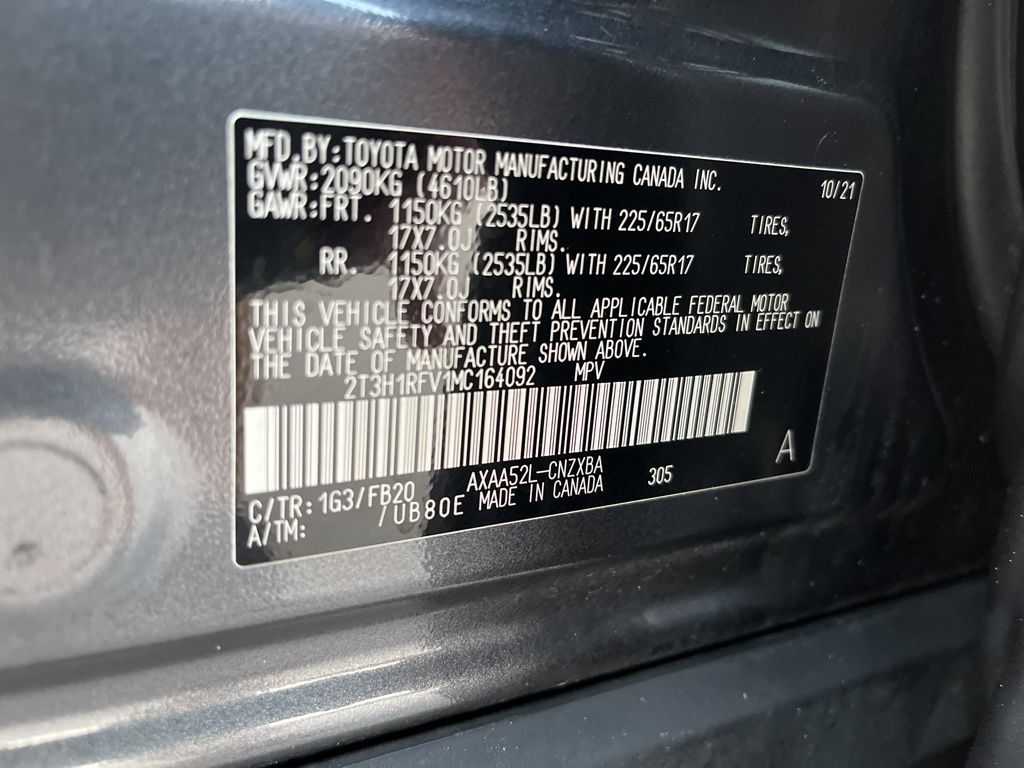 MFD.BY:TOYOTA MOTOR MANUFACTURING CANADA INC.
GVWR:2090KG (4610LB) 10/21
GAWR:FRT. 1150KG (2535LB) WITH 225/65R17 TIRES,
17X7.0J RIMS.
RR. 1150KG (2535LB) WITH 225/65R17 TIRES,
17X7.0J RIMS.
THIS VEHICLE CONFORMS TO ALL APPLICABLE FEDERAL MOTOR
VEHICLE SAFETY AND THEFT PREVENTION STANDARDS IN EFFECT ON
THE DATE OF MANUFACTURE SHOWN ABOVE.
2T3H1RFV1MC164092 MPV
AXAA52L-CNZXBA 305 A
C/TR:1G3/FB20 MADE IN CANADA
A/TM: /UB80E